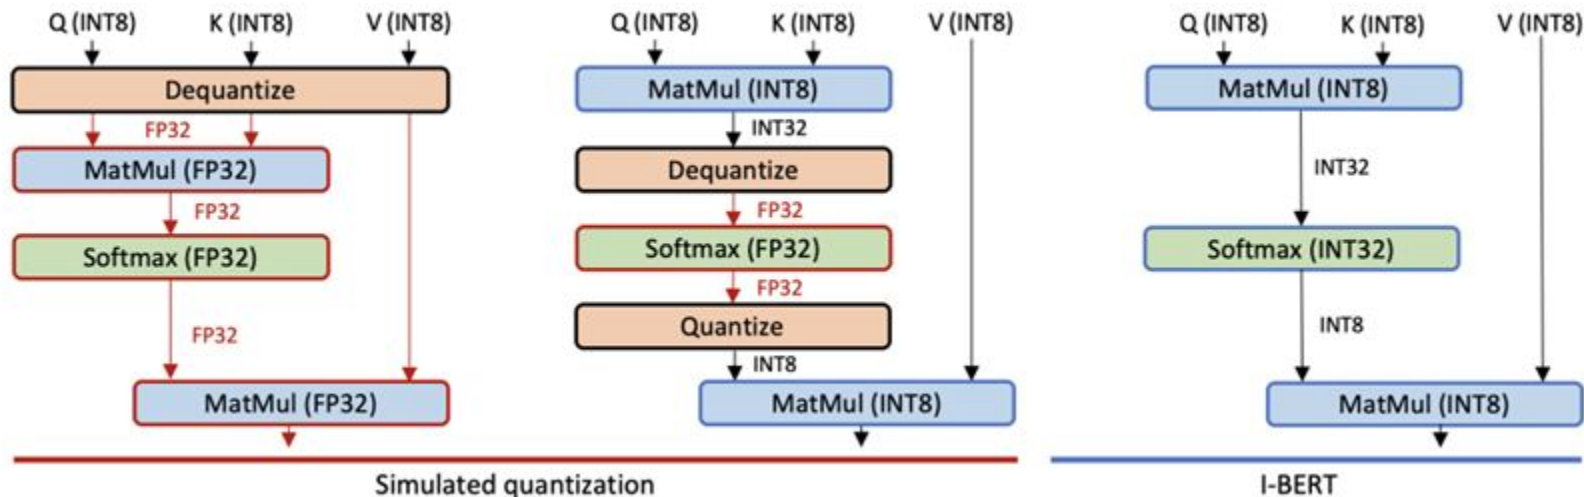 Q (INT8) K (INT8) V (INT8)
Dequantize
FP32
MatMul (FP32)
FP32
Softmax (FP32)
FP32
MatMul (FP32)
Q (INT8) K (INT8) V (INT8)
MatMul (INT8)
INT32
Dequantize
FP32
Softmax (FP32)
FP32
Quantize
INT8
MatMul (INT8)
Simulated quantization
Q (INT8) K (INT8) V (INT8)
MatMul (INT8)
INT32
Softmax (INT32)
INT8
MatMul (INT8)
I-BERT